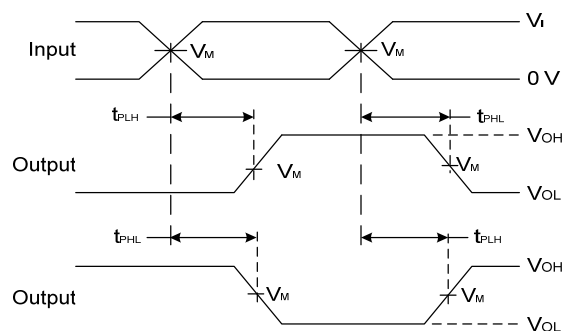 VI
Input VM VM
0 V
tPLH tPHL
VOH
Output VM VM
VOL
tPHL tPLH
VOH
Output VM VM
VOL